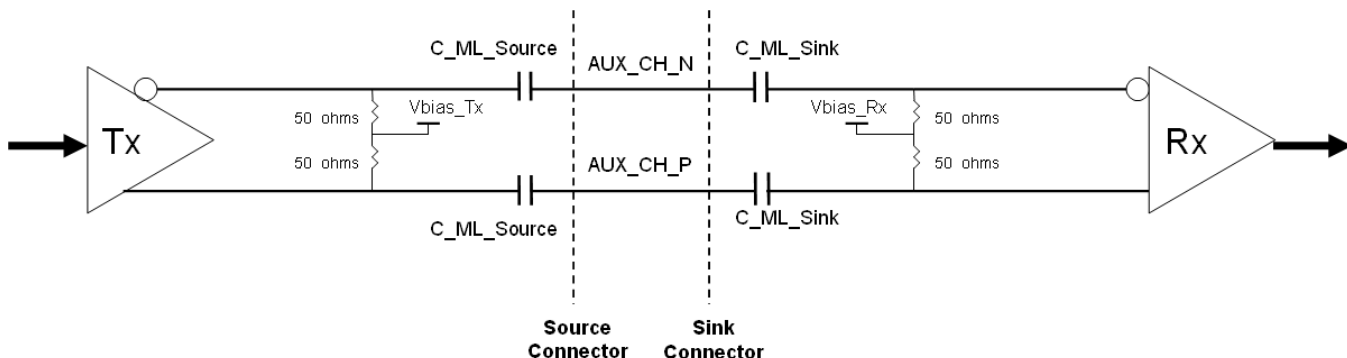 C_ML_Source
C_ML_Sink
AUX_CH_N
Vbias_Tx
Vbias_Rx
50 ohms
50 ohms
Tx
Rx
50 ohms
50 ohms
AUX_CH_P
C_ML_Source
C_ML_Sink
Source
Connector
Sink
Connector